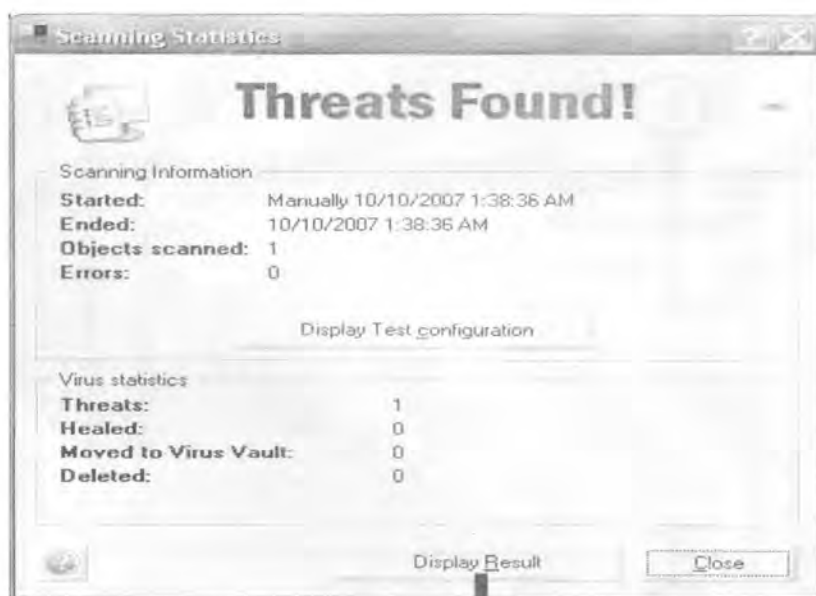 Scanning Statistics
Threats Found!
Scanning Information
Started: Manually 10/10/2007 1:38:36 AM
Ended: 10/10/2007 1:38:36 AM
Objects scanned: 1
Errors: 0
Display Test configuration
Virus statistics
Threats: 1
Healed: 0
Moved to Virus Vault: 0
Deleted: 0
Display Result
Close